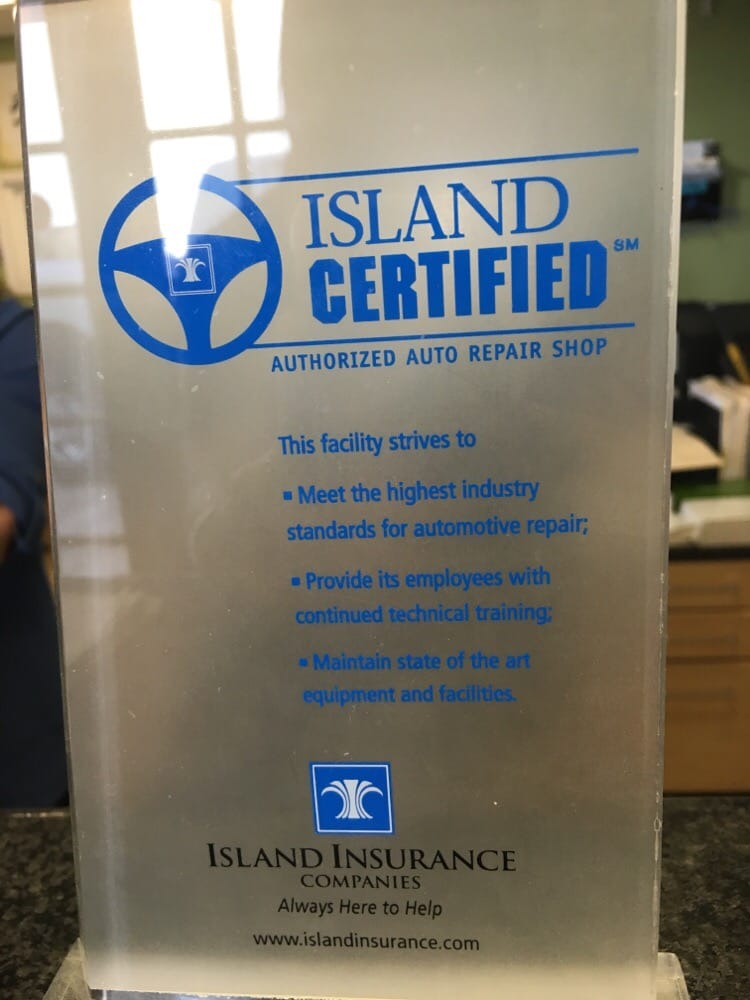 ISLAND
CERTIFIED℠
AUTHORIZED AUTO REPAIR SHOP
This facility strives to
▪ Meet the highest industry
standards for automotive repair;
▪ Provide its employees with
continued technical training;
▪ Maintain state of the art
equipment and facilities.
ISLAND INSURANCE
COMPANIES
Always Here to Help
www.islandinsurance.com